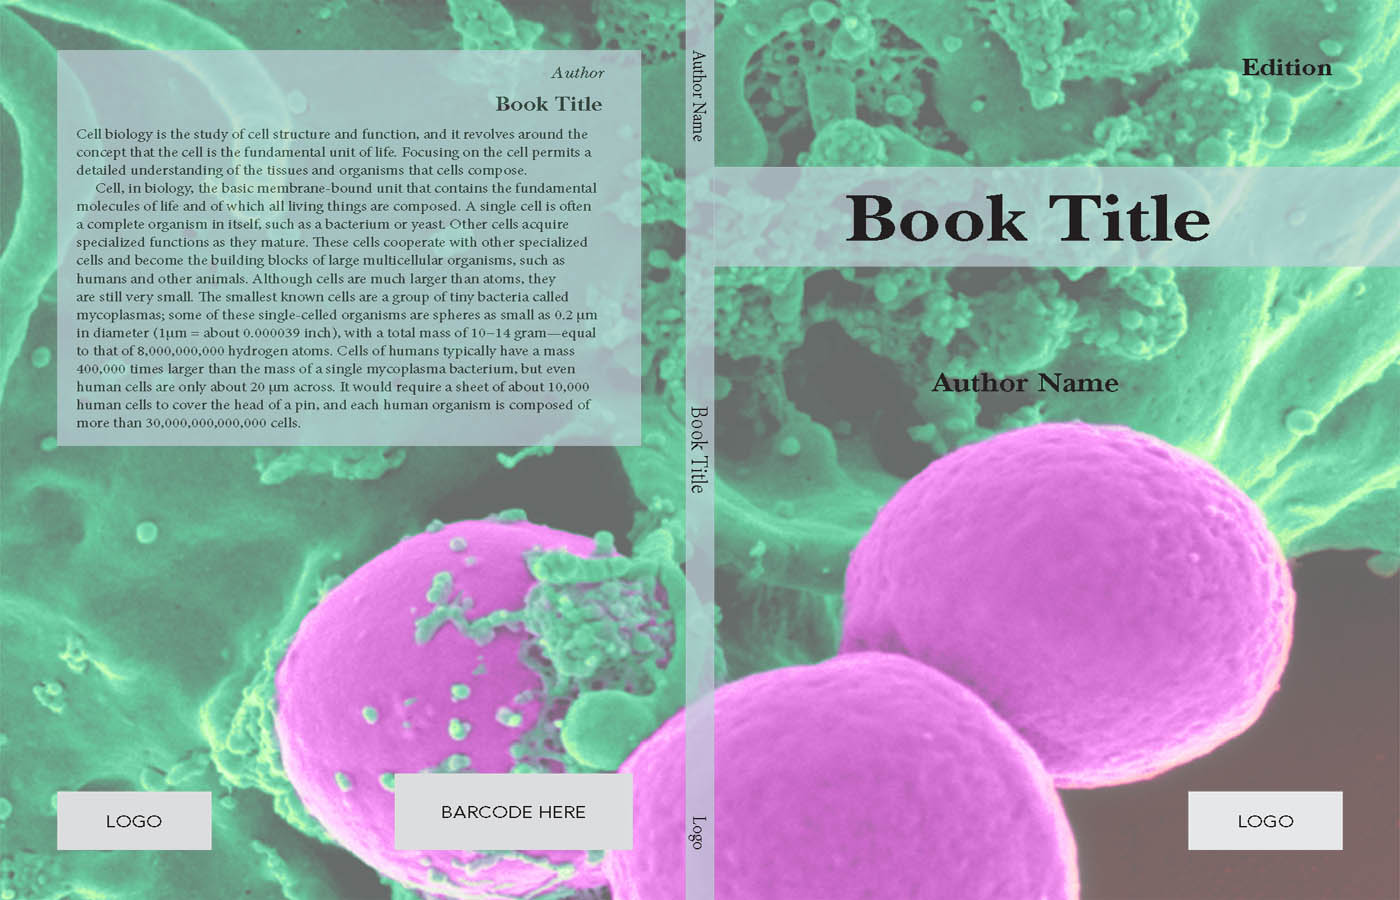 Author
Book Title
Cell biology is the study of cell structure and function, and it revolves around the
concept that the cell is the fundamental unit of life. Focusing on the cell permits a
detailed understanding of the tissues and organisms that cells compose.
Cell, in biology, the basic membrane-bound unit that contains the fundamental
molecules of life and of which all living things are composed. A single cell is often
a complete organism in itself, such as a bacterium or yeast. Other cells acquire
specialized functions as they mature. These cells cooperate with other specialized
cells and become the building blocks of large multicellular organisms, such as
humans and other animals. Although cells are much larger than atoms, they
are still very small. The smallest known cells are a group of tiny bacteria called
mycoplasmas; some of these single-celled organisms are spheres as small as 0.2 μm
in diameter (1μm = about 0.000039 inch), with a total mass of 10−14 gram—equal
to that of 8,000,000,000 hydrogen atoms. Cells of humans typically have a mass
400,000 times larger than the mass of a single mycoplasma bacterium, but even
human cells are only about 20 μm across. It would require a sheet of about 10,000
human cells to cover the head of a pin, and each human organism is composed of
more than 30,000,000,000,000 cells.
LOGO
BARCODE HERE
Author Name
Book Title
Logo
Edition
Book Title
Author Name
LOGO